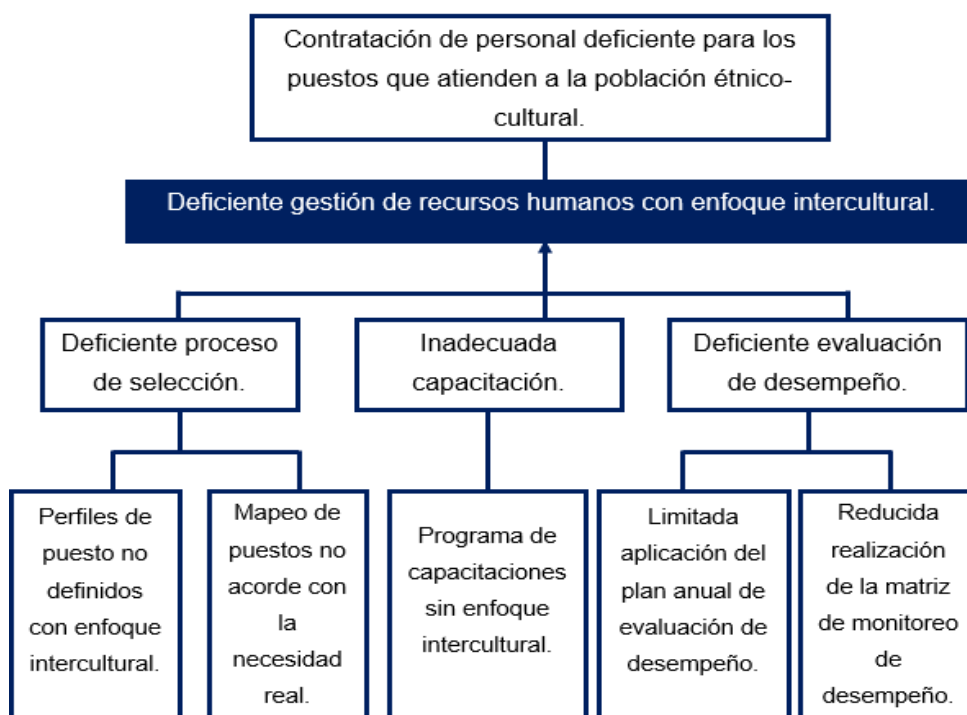 Contratación de personal deficiente para los
puestos que atienden a la población étnico-
cultural.
Deficiente gestión de recursos humanos con enfoque intercultural.
Deficiente proceso
de selección.
Inadecuada
capacitación.
Deficiente evaluación
de desempeño.
Perfiles de
puesto no
definidos
con enfoque
intercultural.
Mapeo de
puestos no
acorde con
la
necesidad
real.
Programa de
capacitaciones
sin enfoque
intercultural.
Limitada
aplicación del
plan anual de
evaluación de
desempeño.
Reducida
realización
de la matriz
de monitoreo
de
desempeño.